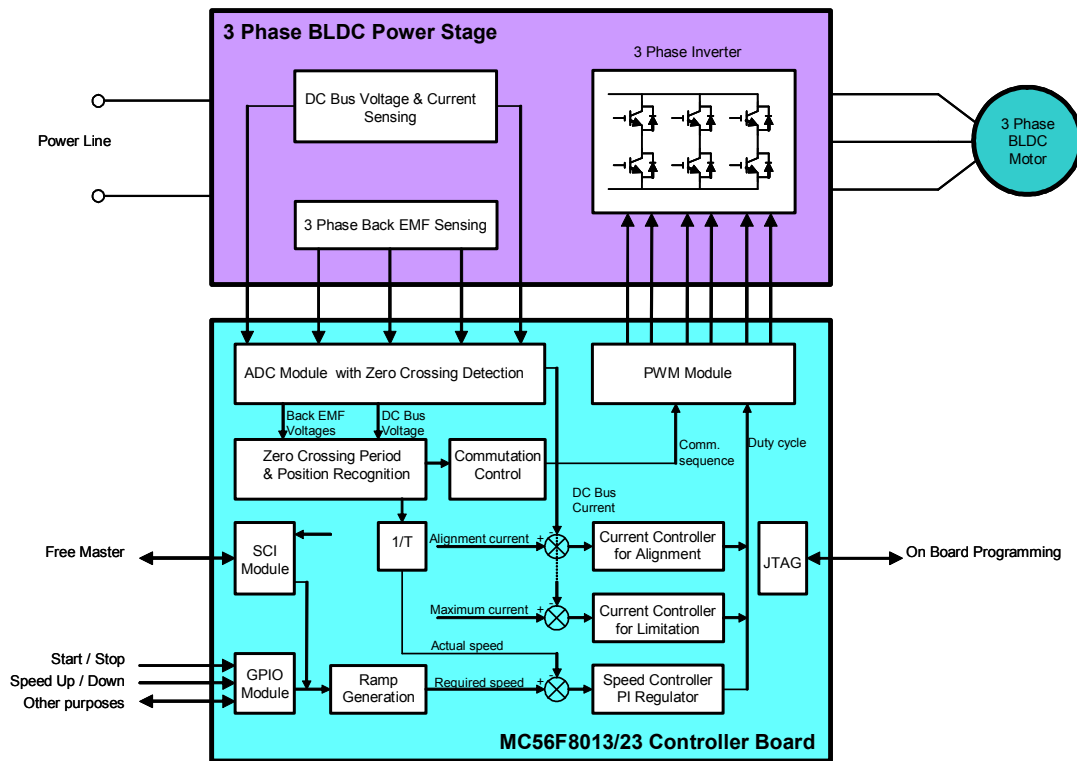 3 Phase BLDC Power Stage
3 Phase Inverter
DC Bus Voltage & Current
Sensing
Power Line
3 Phase
BLDC
Motor
3 Phase Back EMF Sensing
ADC Module with Zero Crossing Detection
PWM Module
Back EMF
Voltages
DC Bus
Voltage
Comm.
sequence
Duty cycle
Zero Crossing Period
& Position Recognition
Commutation
Control
DC Bus
Current
Free Master
SCI
Module
1/T
Alignment current
+
-
Current Controller
for Alignment
JTAG
On Board Programming
Maximum current
+
-
Current Controller
for Limitation
Actual speed
Start / Stop
Speed Up / Down
Other purposes
GPIO
Module
Ramp
Generation
Required speed
+
-
Speed Controller
PI Regulator
MC56F8013/23 Controller Board